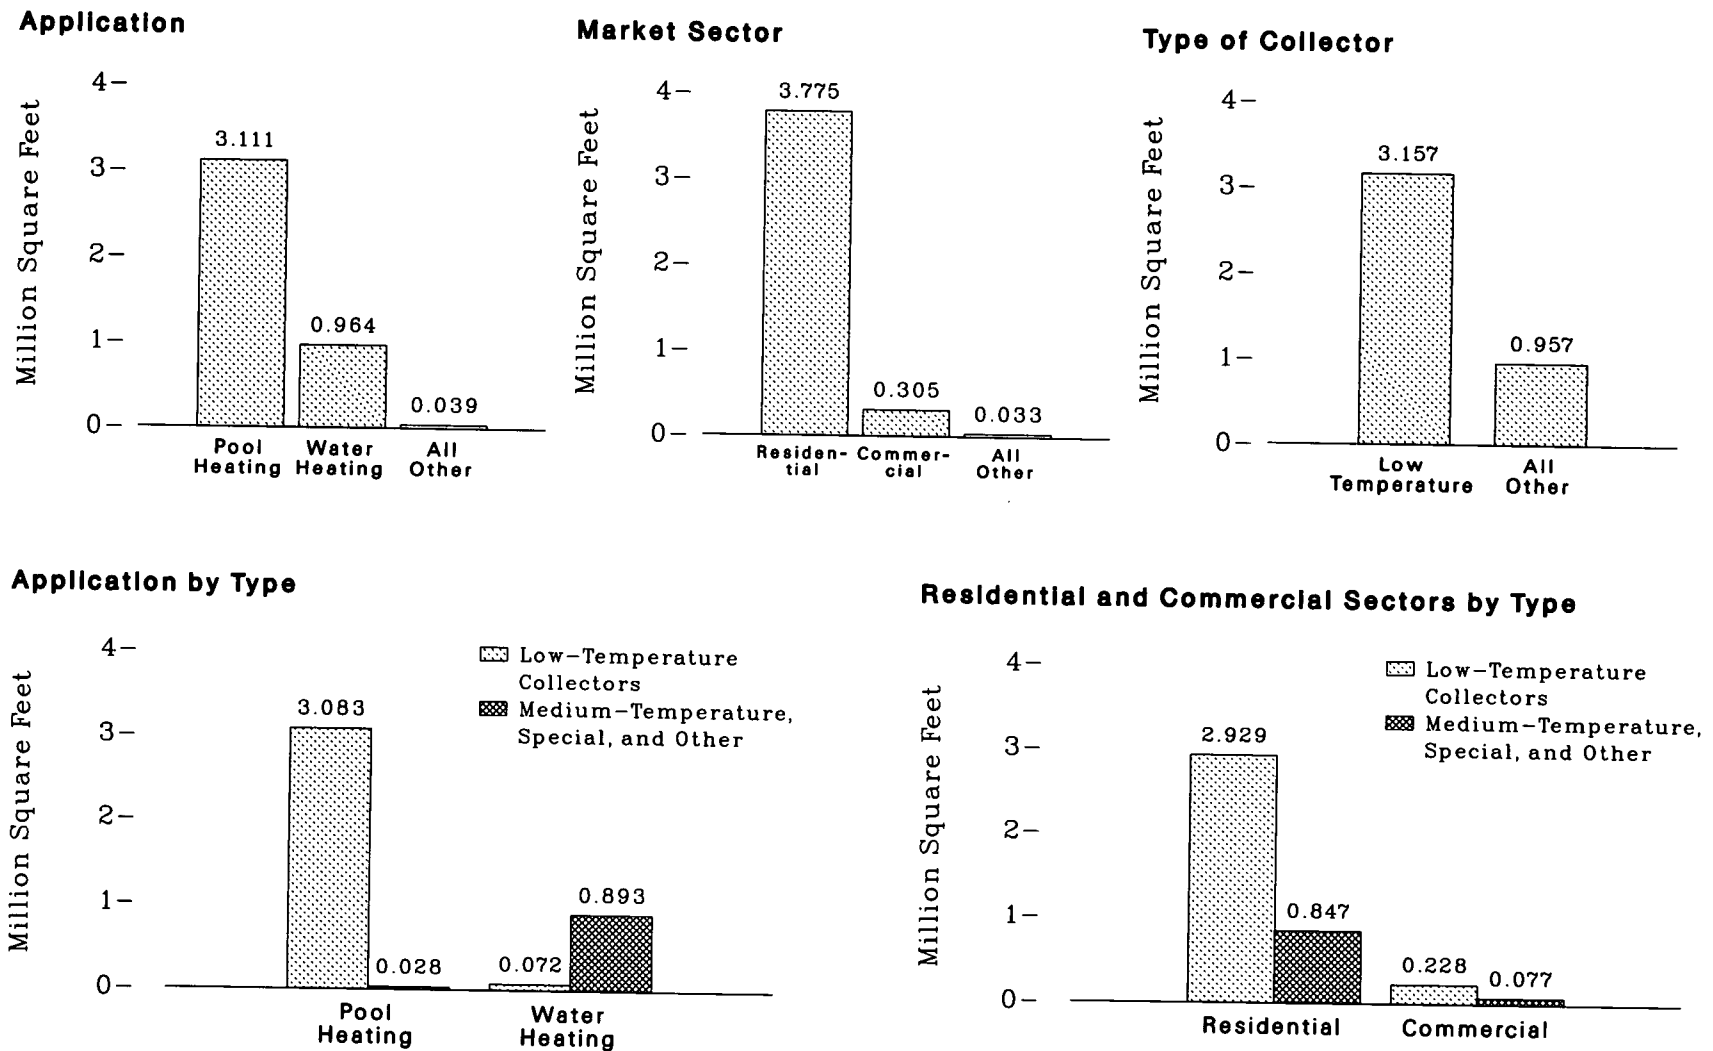 Application
Million Square Feet
4
3
2
1
0
3.111
0.964
0.039
Pool
Heating
Water
Heating
All
Other
Market Sector
Million Square Feet
4
3
2
1
0
3.775
0.305
0.033
Residen-
tial
Commer-
cial
All
Other
Type of Collector
Million Square Feet
4
3
2
1
0
3.157
0.957
Low
Temperature
All
Other
Application by Type
Million Square Feet
4
3
2
1
0
Low-Temperature
Collectors
Medium-Temperature,
Special, and Other
3.083
0.028
0.072
0.893
Pool
Heating
Water
Heating
Residential and Commercial Sectors by Type
Million Square Feet
4
3
2
1
0
Low-Temperature
Collectors
Medium-Temperature,
Special, and Other
2.929
0.847
0.228
0.077
Residential
Commercial